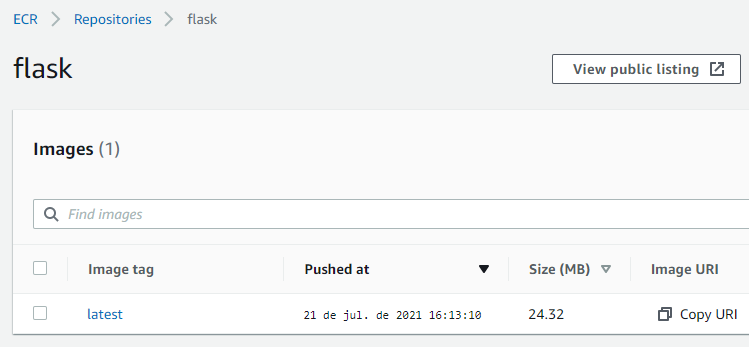 ECR > Repositories > flask
flask
View public listing
Images (1)
Find images
Image tag Pushed at Size (MB) Image URI
latest 21 de jul. de 2021 16:13:10 24.32 Copy URI